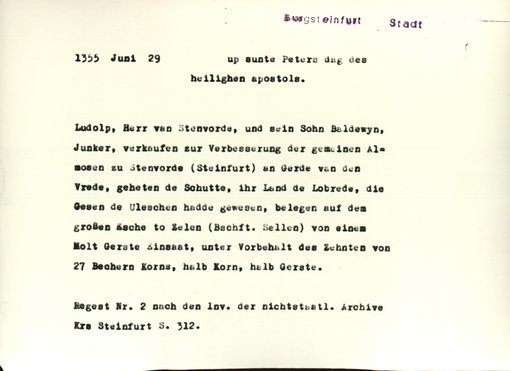 Burgsteinfurt Stadt
1355 Juni 29 up sunte Peters dag des
heilighen apostols.
Ludolp, Herr van Stenvorde, und sein Sohn Baldewyn,
Junker, verkaufen zur Verbesserung der gemeinen Al=
mosen zu Stenvorde (Steinfurt) an Gerde van den
Vrede, geheten de Schutte, ihr Land de Lobrede, die
Gesen de Uleschen hadde gewesen, belegen auf dem
großen Esche to Zelen (Bschft. Sellen) von einem
Molt Gerste Einsaat, unter Vorbehalt des Zehnten von
27 Bechern Korns, halb Korn, halb Gerste.
Regest Nr. 2 nach den Inv. der nichtstaatl. Archive
Krs Steinfurt S. 312.